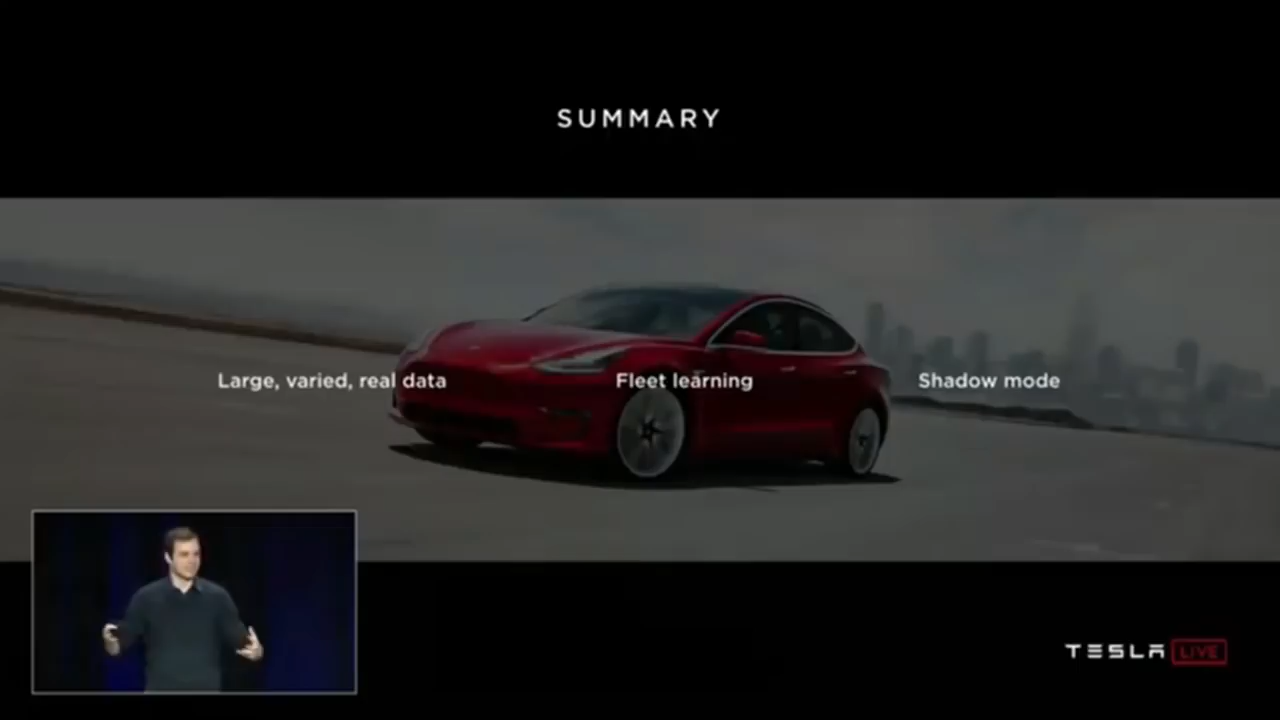 SUMMARY
Large, varied, real data
Fleet learning
Shadow mode
TESLA LIVE